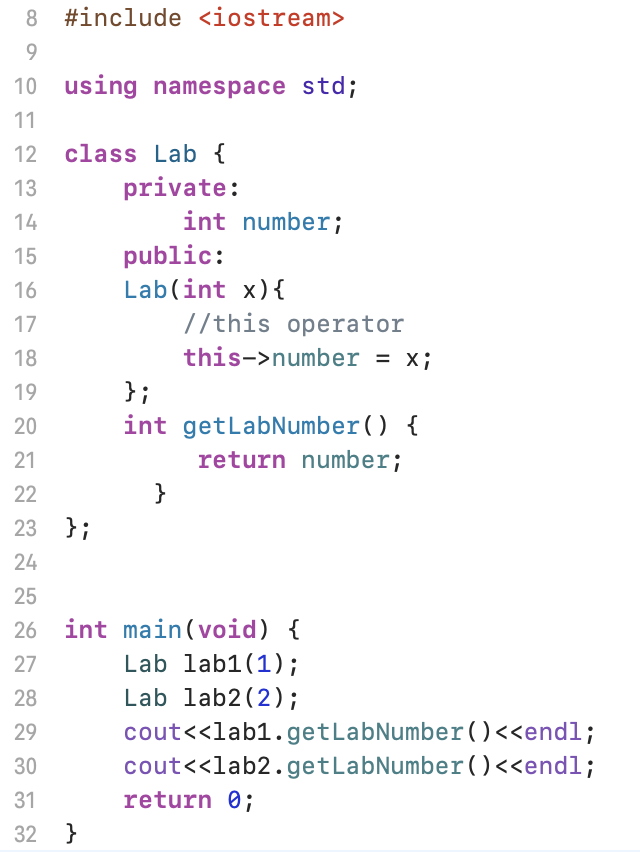 8 #include <iostream>
9
10 using namespace std;
11
12 class Lab {
13     private:
14         int number;
15     public:
16     Lab(int x){
17         //this operator
18         this->number = x;
19     };
20     int getLabNumber() {
21          return number;
22       }
23 };
24
25
26 int main(void) {
27     Lab lab1(1);
28     Lab lab2(2);
29     cout<<lab1.getLabNumber()<<endl;
30     cout<<lab2.getLabNumber()<<endl;
31     return 0;
32 }